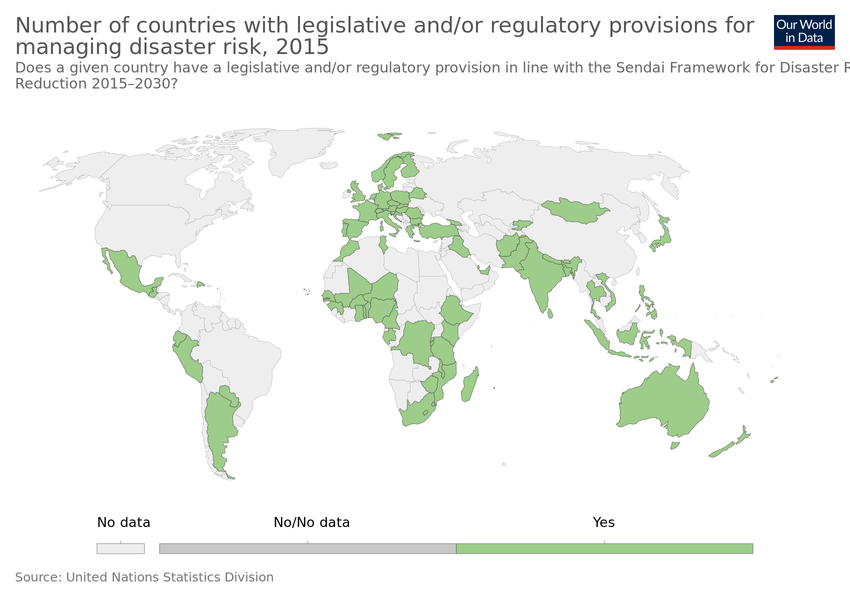 Number of countries with legislative and/or regulatory provisions for
managing disaster risk, 2015
Our World
in Data
Does a given country have a legislative and/or regulatory provision in line with the Sendai Framework for Disaster R
Reduction 2015–2030?
No data
No/No data
Yes
Source: United Nations Statistics Division